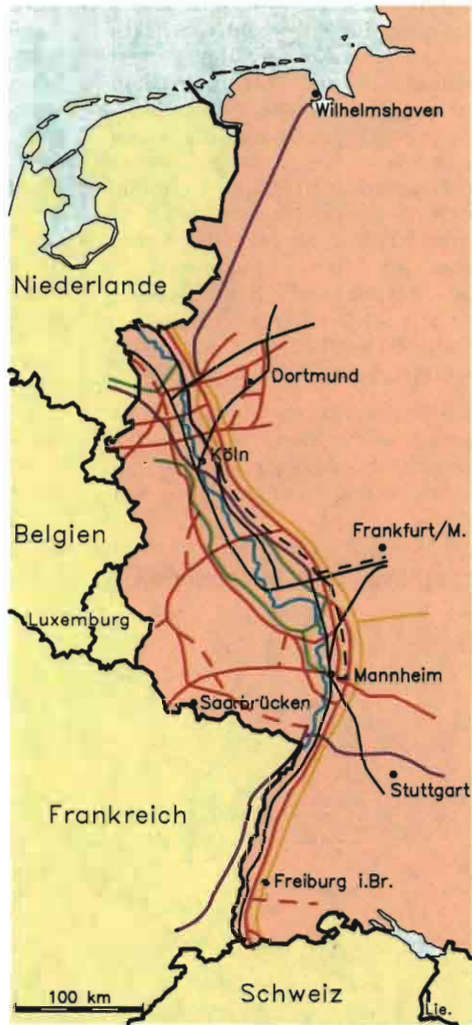 Wilhelmshaven
Niederlande
Dortmund
Köln
Belgien
Frankfurt/M.
Luxemburg
Mannheim
Saarbrücken
Stuttgart
Frankreich
Freiburg i.Br.
100 km
Schweiz
Lie.